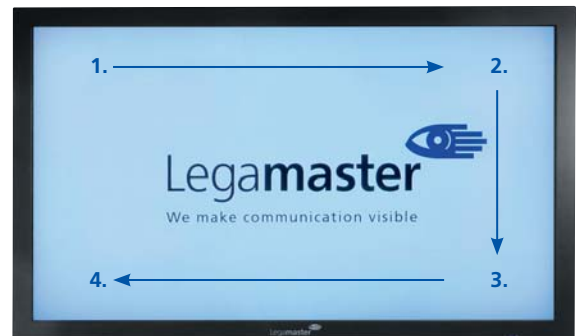 1. 2.
Legamaster
We make communication visible
4. 3.
Legamaster